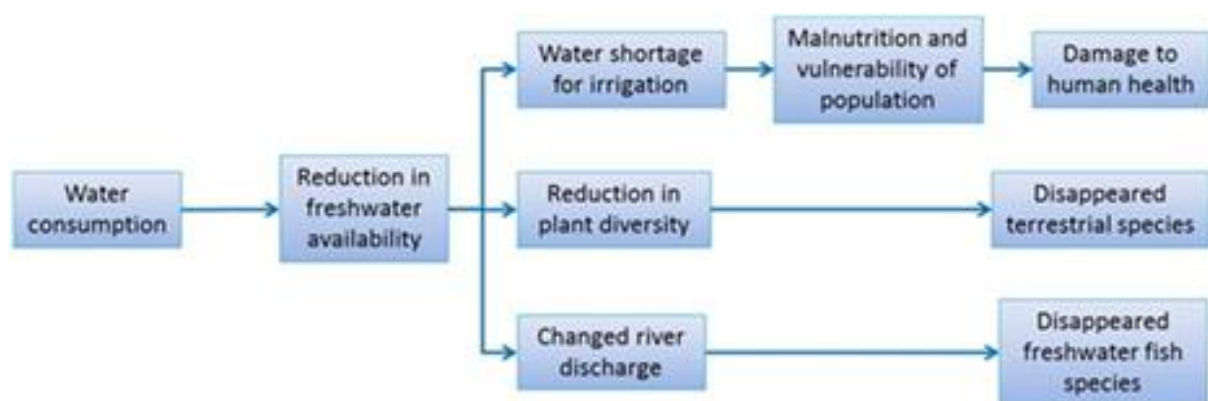 Water
consumption
Reduction in
freshwater
availability
Water shortage
for irrigation
Malnutrition and
vulnerability of
population
Damage to
human health
Reduction in
plant diversity
Disappeared
terrestrial species
Changed river
discharge
Disappeared
freshwater fish
species